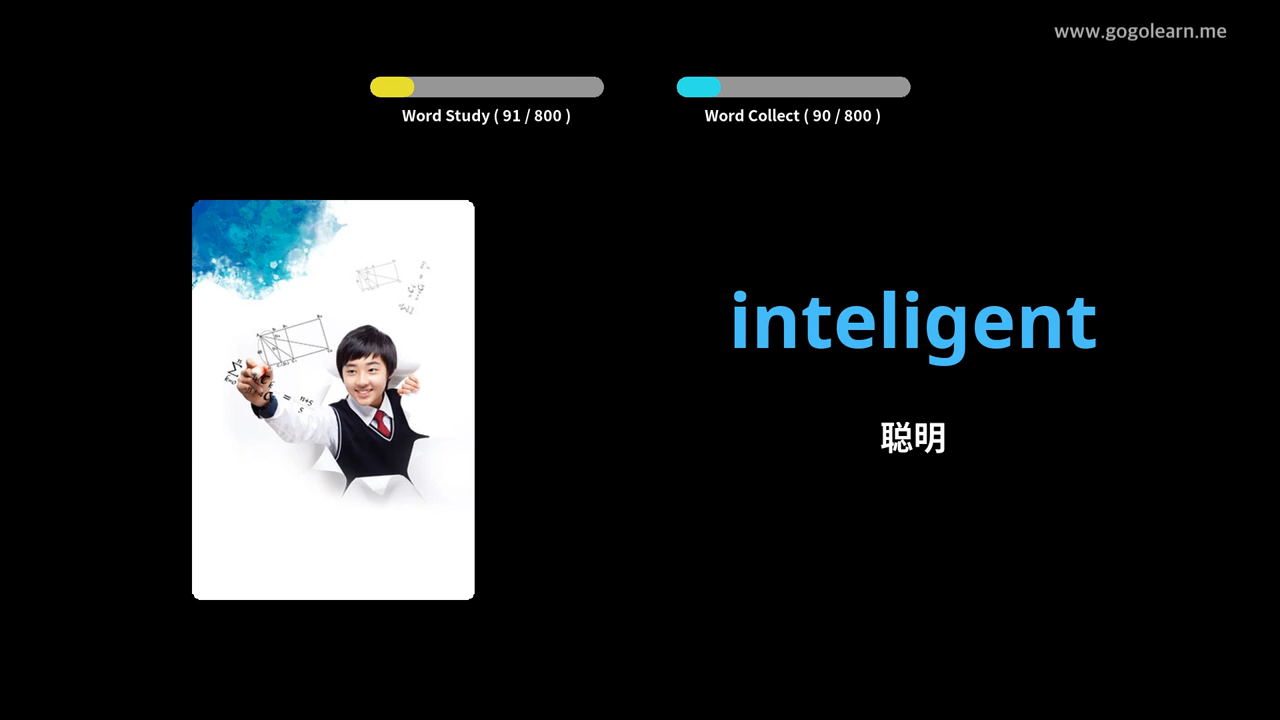 www.gogolearn.me
Word Study ( 91 / 800 )
Word Collect ( 90 / 800 )
inteligent
聪明